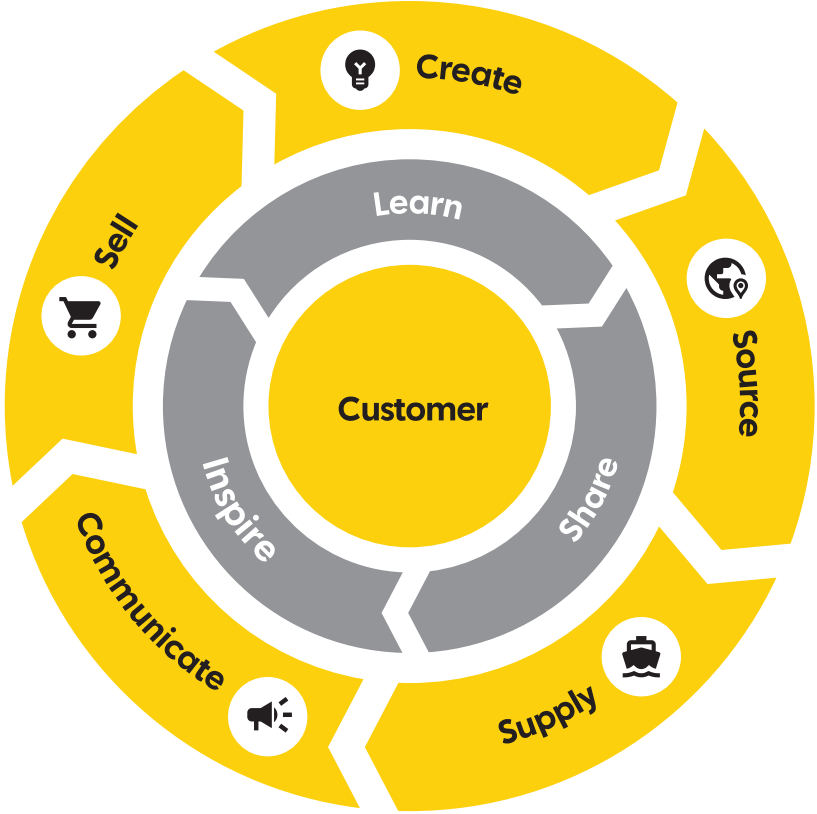 Create
Source
Supply
Communicate
Sell
Learn
Share
Inspire
Customer